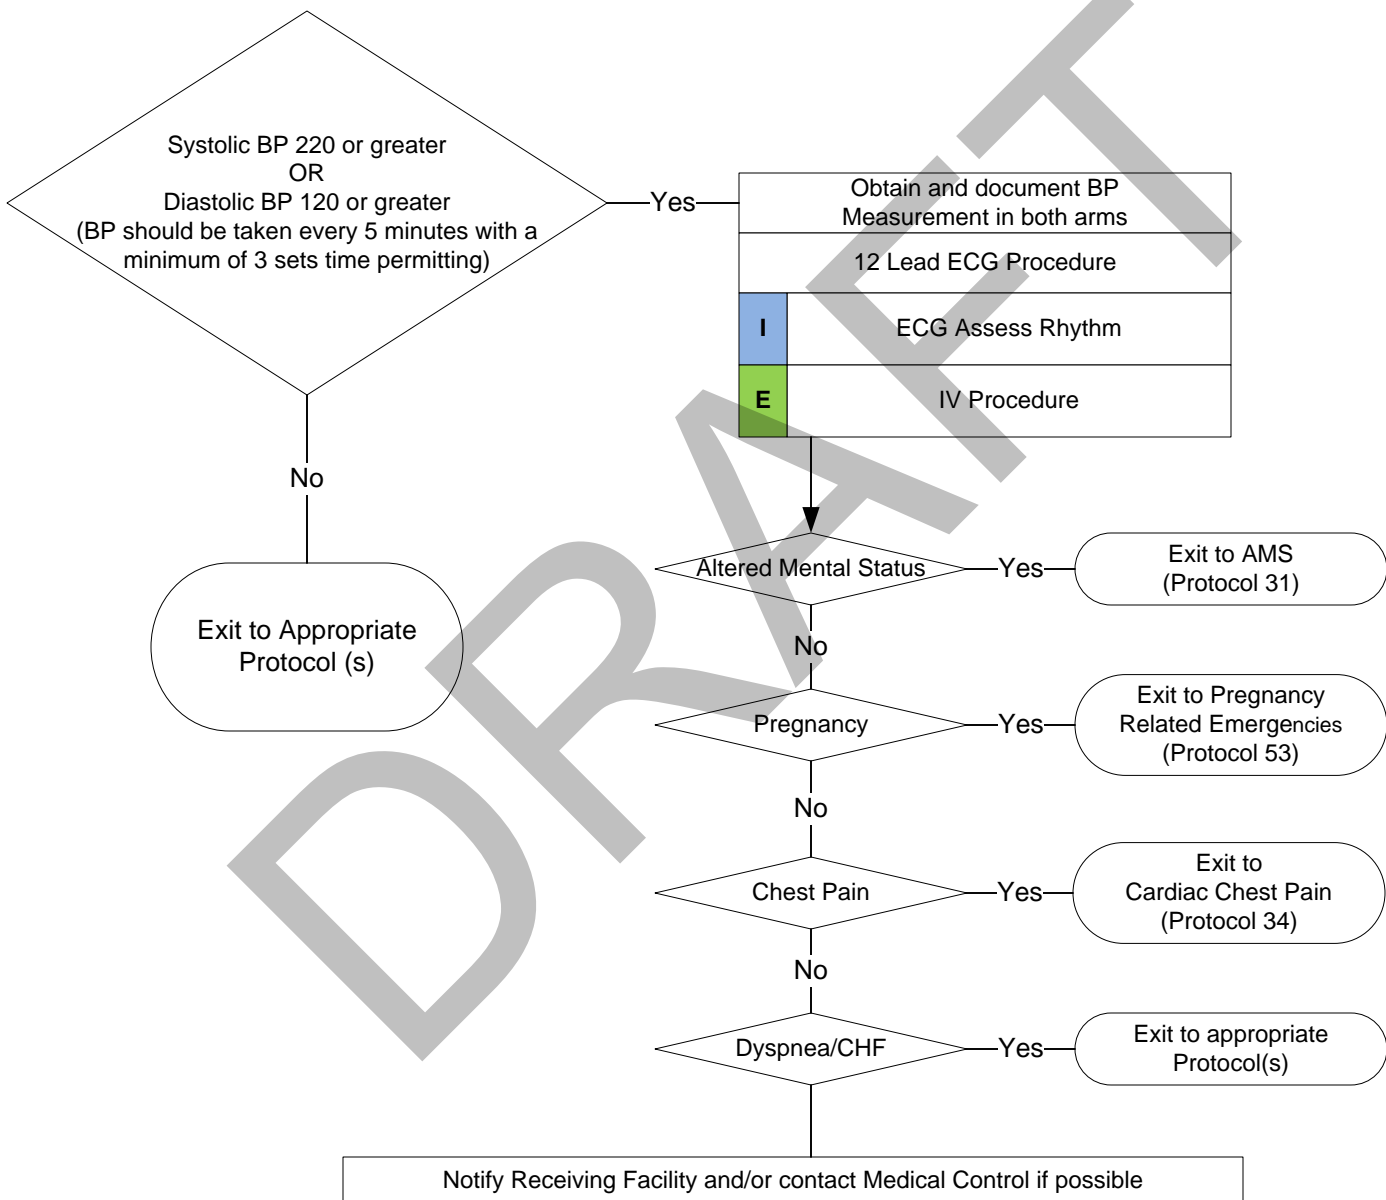 Systolic BP 220 or greater
OR
Diastolic BP 120 or greater
(BP should be taken every 5 minutes with a
minimum of 3 sets time permitting)
Yes
Obtain and document BP
Measurement in both arms
12 Lead ECG Procedure
I
ECG Assess Rhythm
E
IV Procedure
No
Exit to Appropriate
Protocol (s)
Altered Mental Status
Yes
Exit to AMS
(Protocol 31)
No
Pregnancy
Yes
Exit to Pregnancy
Related Emergencies
(Protocol 53)
No
Chest Pain
Yes
Exit to
Cardiac Chest Pain
(Protocol 34)
No
Dyspnea/CHF
Yes
Exit to appropriate
Protocol(s)
Notify Receiving Facility and/or contact Medical Control if possible
DRAFT